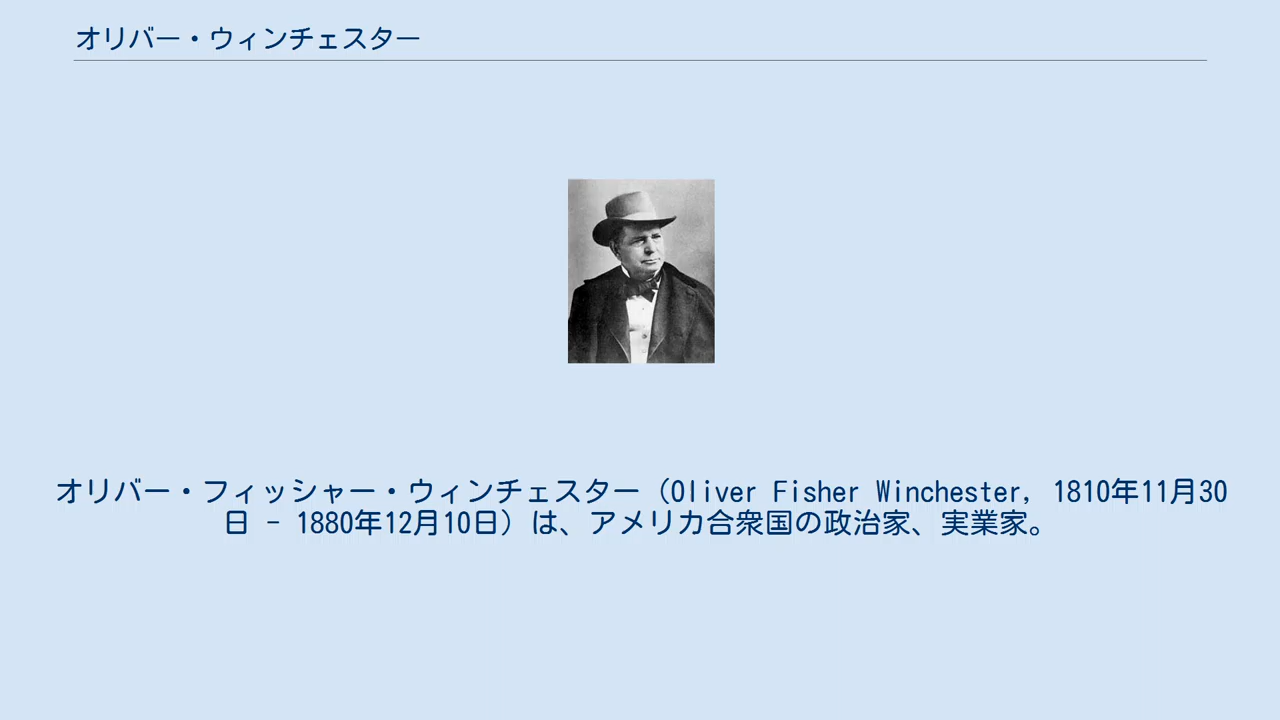 オリバー・ウィンチェスター
オリバー・フィッシャー・ウィンチェスター（Oliver Fisher Winchester, 1810年11月30
日 - 1880年12月10日）は、アメリカ合衆国の政治家、実業家。